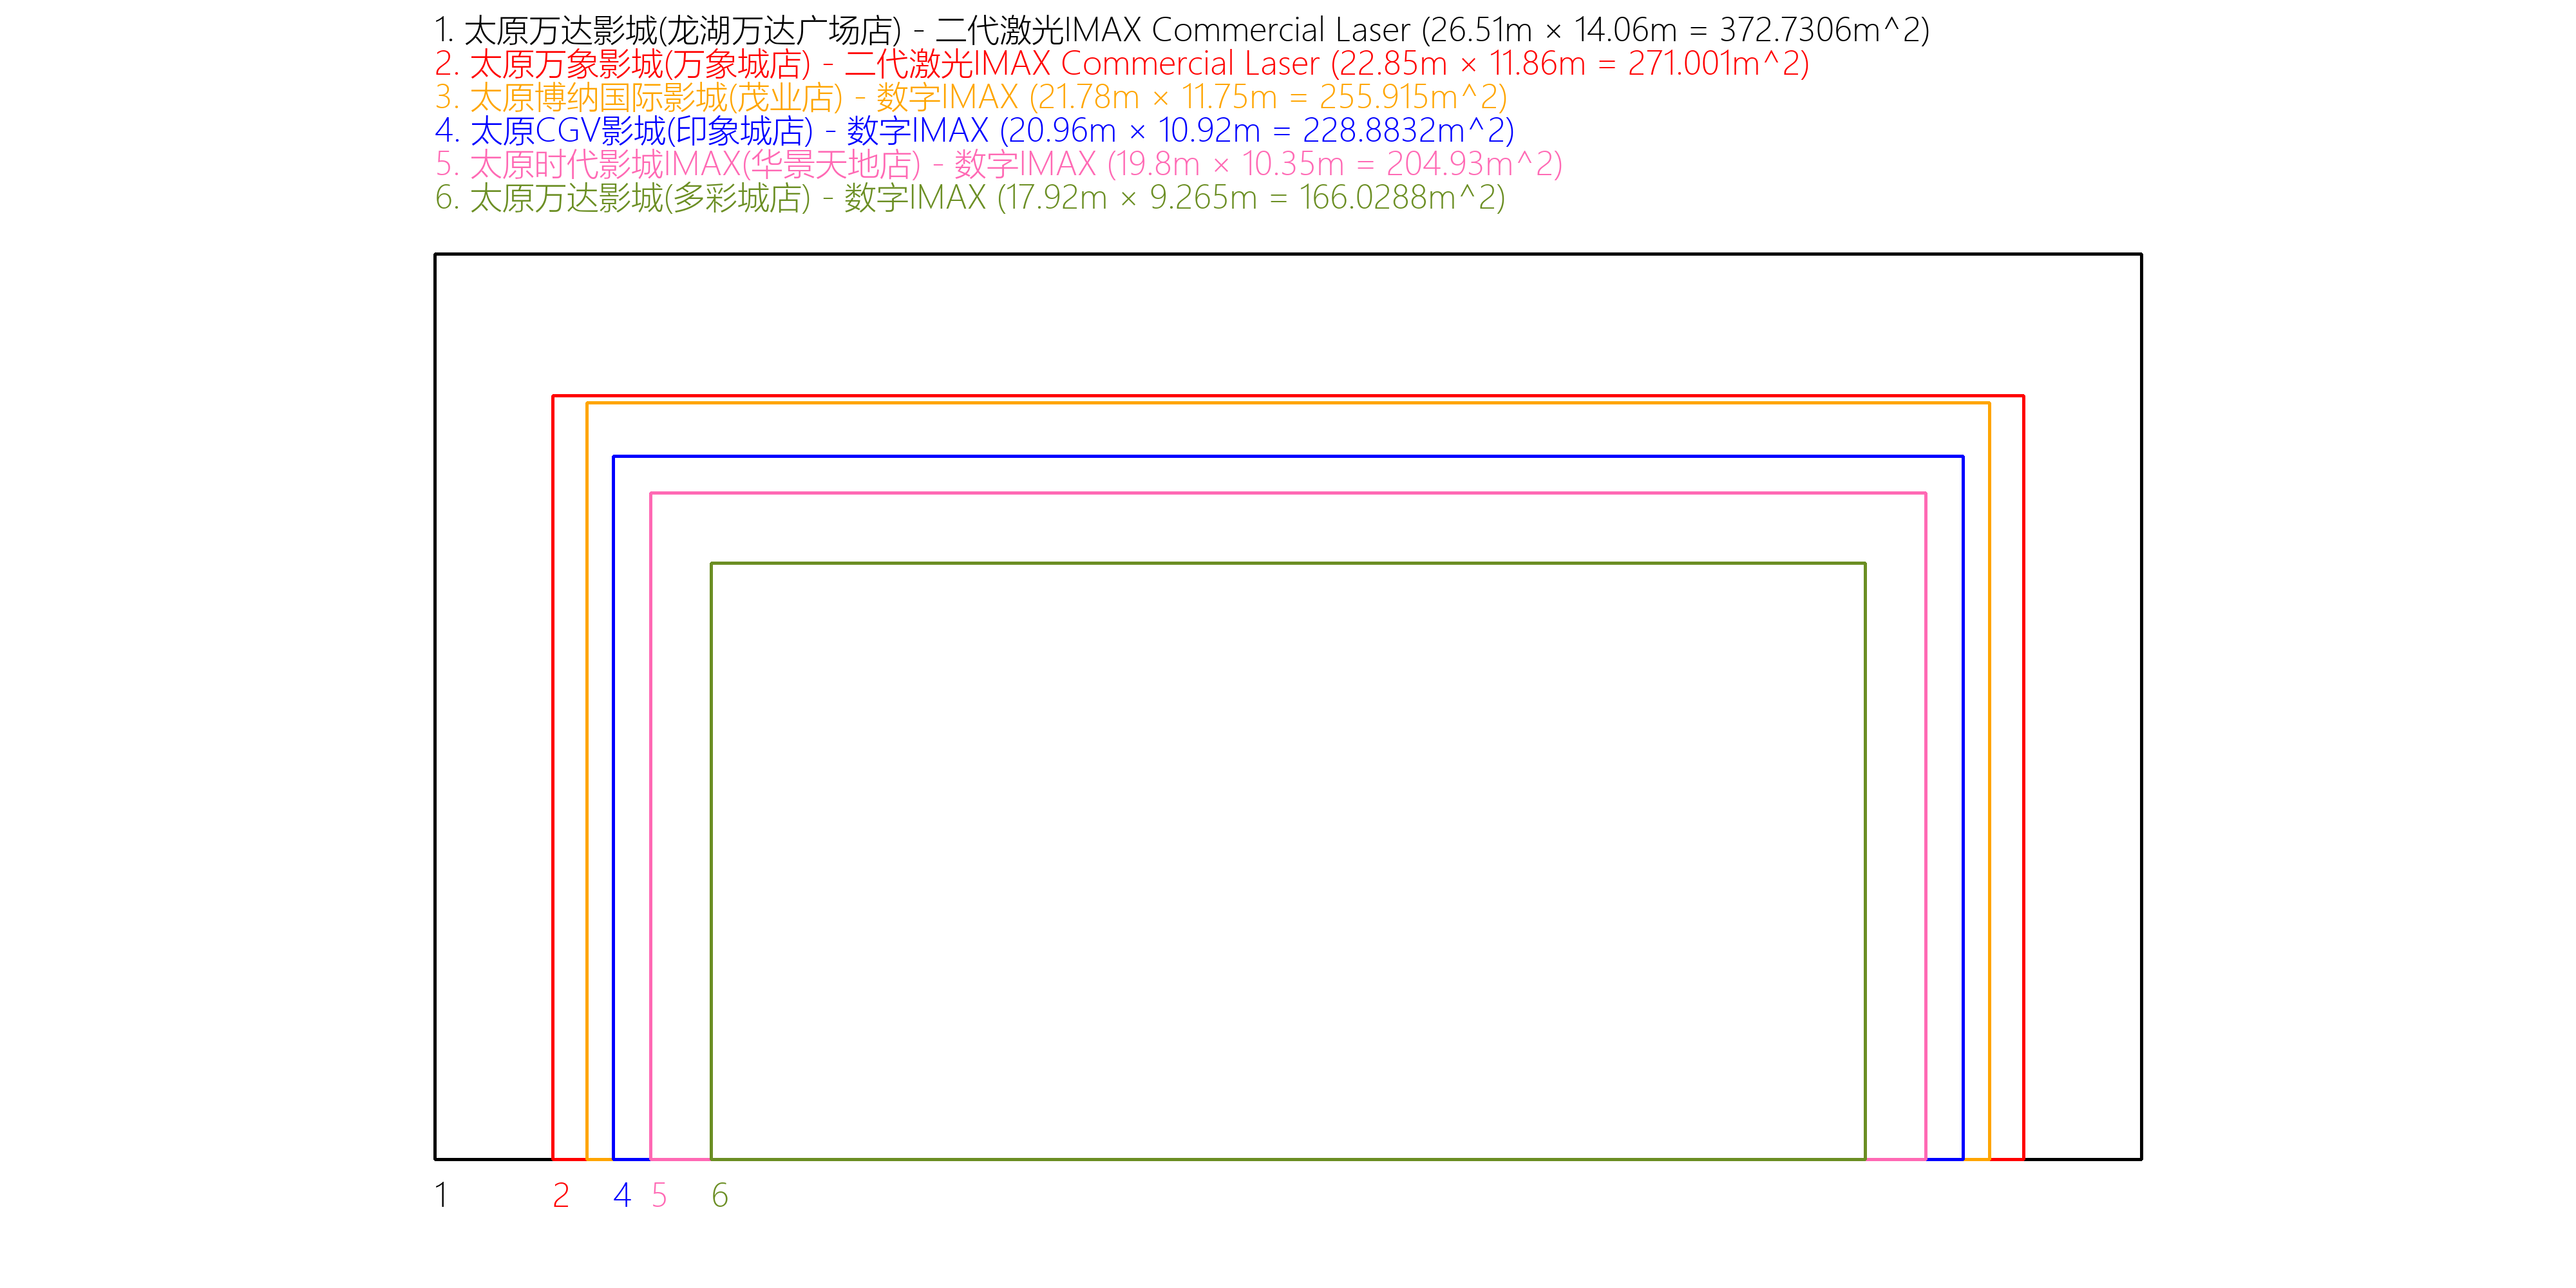 1. 太原万达影城(龙湖万达广场店) - 二代激光IMAX Commercial Laser (26.51m × 14.06m = 372.7306m^2)
2. 太原万象影城(万象城店) - 二代激光IMAX Commercial Laser (22.85m × 11.86m = 271.001m^2)
3. 太原博纳国际影城(茂业店) - 数字IMAX (21.78m × 11.75m = 255.915m^2)
4. 太原CGV影城(印象城店) - 数字IMAX (20.96m × 10.92m = 228.8832m^2)
5. 太原时代影城IMAX(华景天地店) - 数字IMAX (19.8m × 10.35m = 204.93m^2)
6. 太原万达影城(多彩城店) - 数字IMAX (17.92m × 9.265m = 166.0288m^2)
1 2 4 5 6